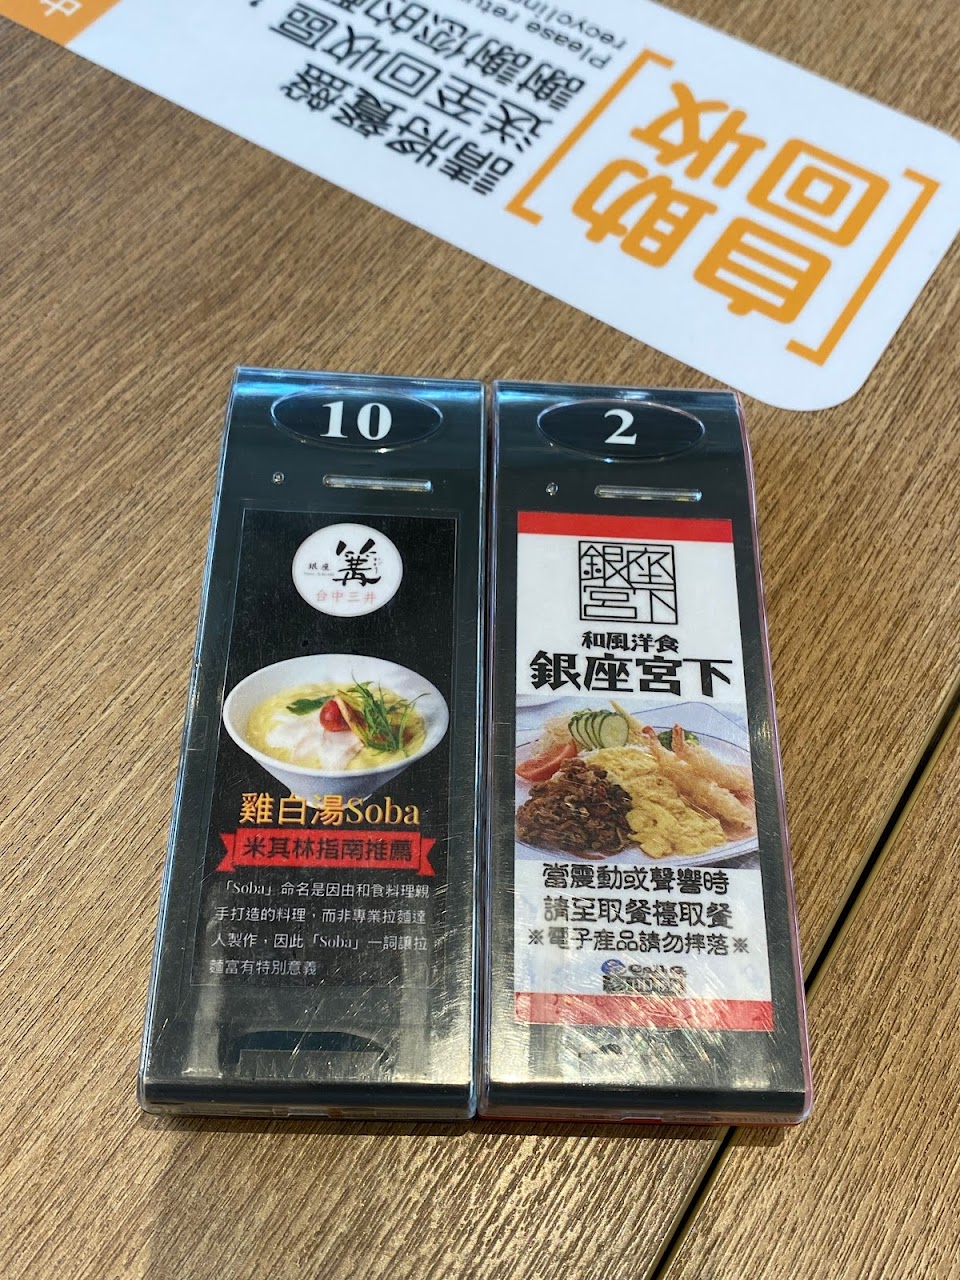 自助
回收
請將餐盤
送至回收區
謝謝您的
Please retu
recycling
10
銀座
篝
台中三井
雞白湯Soba
米其林指南推薦
「Soba」命名是因由和食料理親
手打造的料理，而非專業拉麵達
人製作，因此「Soba」一詞讓拉
麵富有特別意義
2
銀座
宮下
和風洋食
銀座宮下
當震動或聲響時
請至取餐檯取餐
※電子產品請勿摔落※